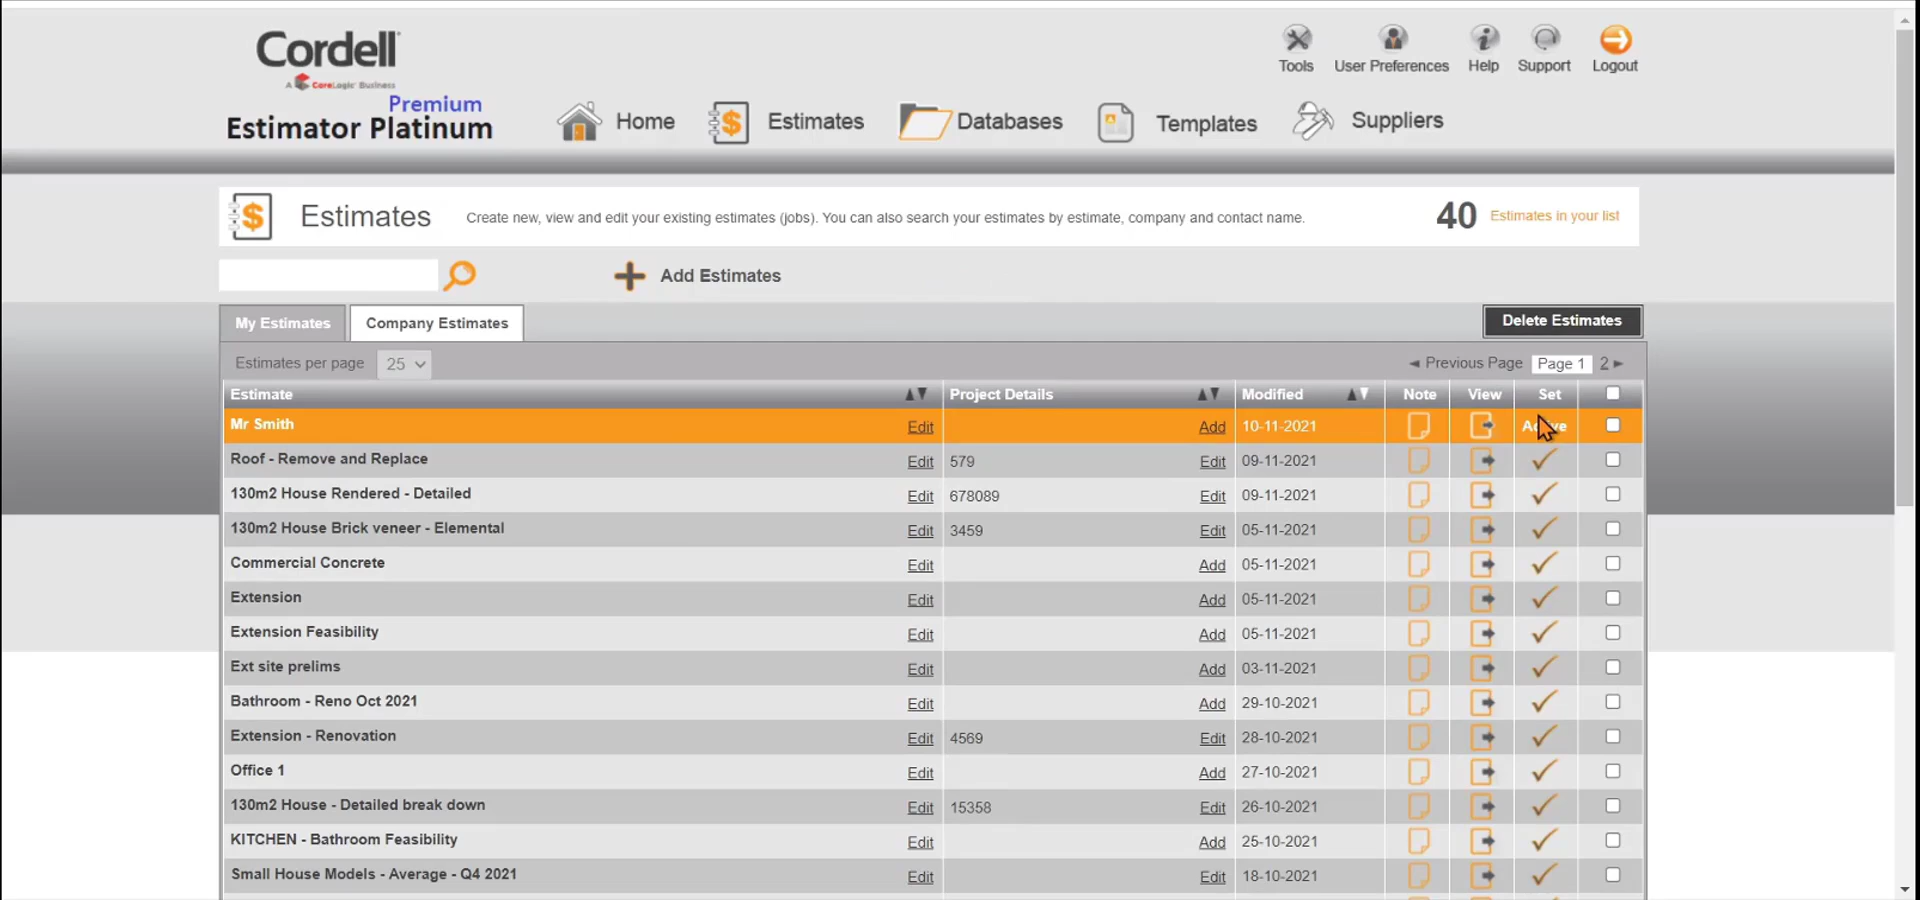 Cordell
A CoreLogic Business
Premium
Estimator Platinum
Home
Estimates
Databases
Templates
Suppliers
Tools
User Preferences
Help
Support
Logout
Estimates
Create new, view and edit your existing estimates (jobs). You can also search your estimates by estimate, company and contact name.
40 Estimates in your list
Add Estimates
My Estimates
Company Estimates
Delete Estimates
Estimates per page 25
◄ Previous Page Page 1 2 ►
Estimate ▲▼ Project Details ▲▼ Modified ▲▼ Note View Set
Mr Smith Edit Add 10-11-2021
Roof - Remove and Replace Edit 579 Edit 09-11-2021
130m2 House Rendered - Detailed Edit 678089 Edit 09-11-2021
130m2 House Brick veneer - Elemental Edit 3459 Edit 05-11-2021
Commercial Concrete Edit Add 05-11-2021
Extension Edit Add 05-11-2021
Extension Feasibility Edit Add 05-11-2021
Ext site prelims Edit Add 03-11-2021
Bathroom - Reno Oct 2021 Edit Add 29-10-2021
Extension - Renovation Edit 4569 Edit 28-10-2021
Office 1 Edit Add 27-10-2021
130m2 House - Detailed break down Edit 15358 Edit 26-10-2021
KITCHEN - Bathroom Feasibility Edit Add 25-10-2021
Small House Models - Average - Q4 2021 Edit Edit 18-10-2021